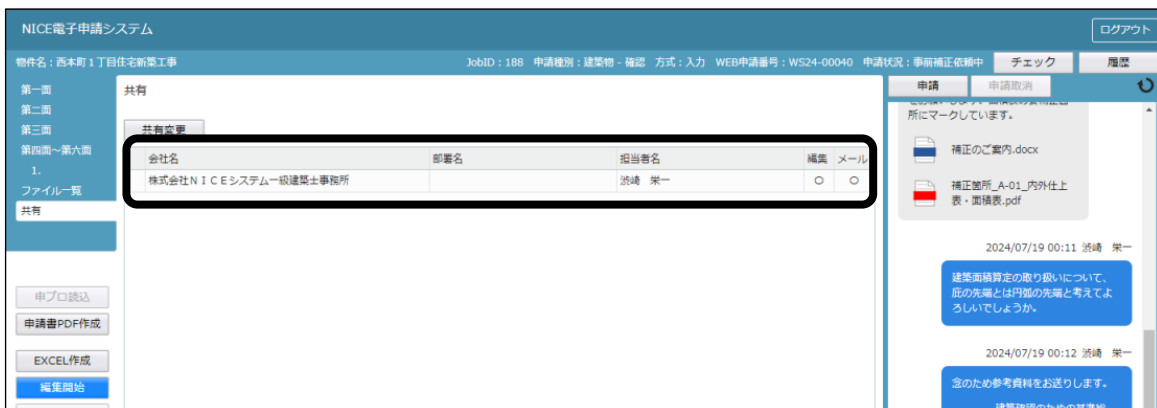 NICE電子申請システム
ログアウト
物件名：西本町１丁目住宅新築工事
JobID：188 申請種別：建築物 - 確認 方式：入力 WEB申請番号：WS24-00040 申請状況：事前補正依頼中
チェック
履歴
第一面
第二面
第三面
第四面～第六面
1.
ファイル一覧
共有
申プロ読込
申請書PDF作成
EXCEL作成
編集開始
共有
共有変更
会社名 部署名 担当者名 編集 メール
株式会社ＮＩＣＥシステム一級建築士事務所 渋崎 栄一 ○ ○
申請
申請取消
所にマークしています。
補正のご案内.docx
補正箇所_A-01_内外仕上
表・面積表.pdf
2024/07/19 00:11 渋崎 栄一
建築面積算定の取り扱いについて、
庇の先端とは円弧の先端と考えてよ
ろしいでしょうか。
2024/07/19 00:12 渋崎 栄一
念のため参考資料をお送りします。